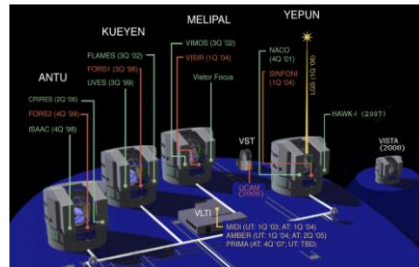 YEPUN
MELIPAL
KUEYEN
ANTU
VIMOS (3Q '02)
VISIR (1Q '04)
Visitor Focus
NACO
(4Q '01)
SINFONI
(1Q '04)
LGS (1Q '06)
FLAMES (3Q '02)
FORS1 (3Q '98)
UVES (3Q '99)
CRIRES (2Q '06)
FORS2 (4Q '99)
ISAAC (4Q '98)
HAWK-I (2007)
VST
VISTA
(2008)
VLTI
MIDI (UT: 1Q '03; AT: 1Q '04)
AMBER (UT: 1Q '04; AT: 2Q '05)
PRIMA (AT: 4Q '07; UT: TBD)